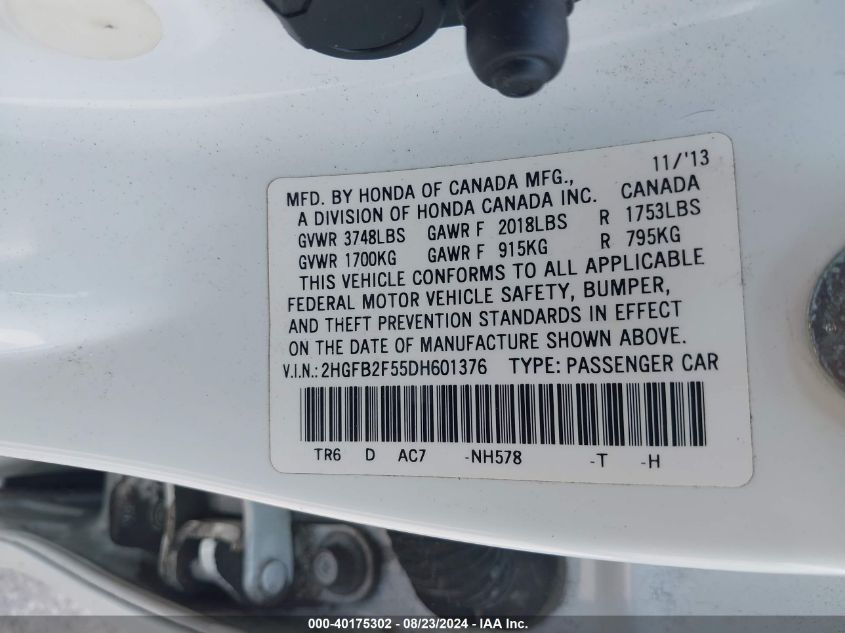 11/'13
MFD. BY HONDA OF CANADA MFG., CANADA
A DIVISION OF HONDA CANADA INC.
GVWR 3748LBS GAWR F 2018LBS R 1753LBS
GVWR 1700KG GAWR F 915KG R 795KG
THIS VEHICLE CONFORMS TO ALL APPLICABLE
FEDERAL MOTOR VEHICLE SAFETY, BUMPER,
AND THEFT PREVENTION STANDARDS IN EFFECT
ON THE DATE OF MANUFACTURE SHOWN ABOVE.
V.I.N.: 2HGFB2F55DH601376 TYPE: PASSENGER CAR
TR6 D AC7 -NH578 -T -H
000-40175302 - 08/23/2024 - IAA Inc.